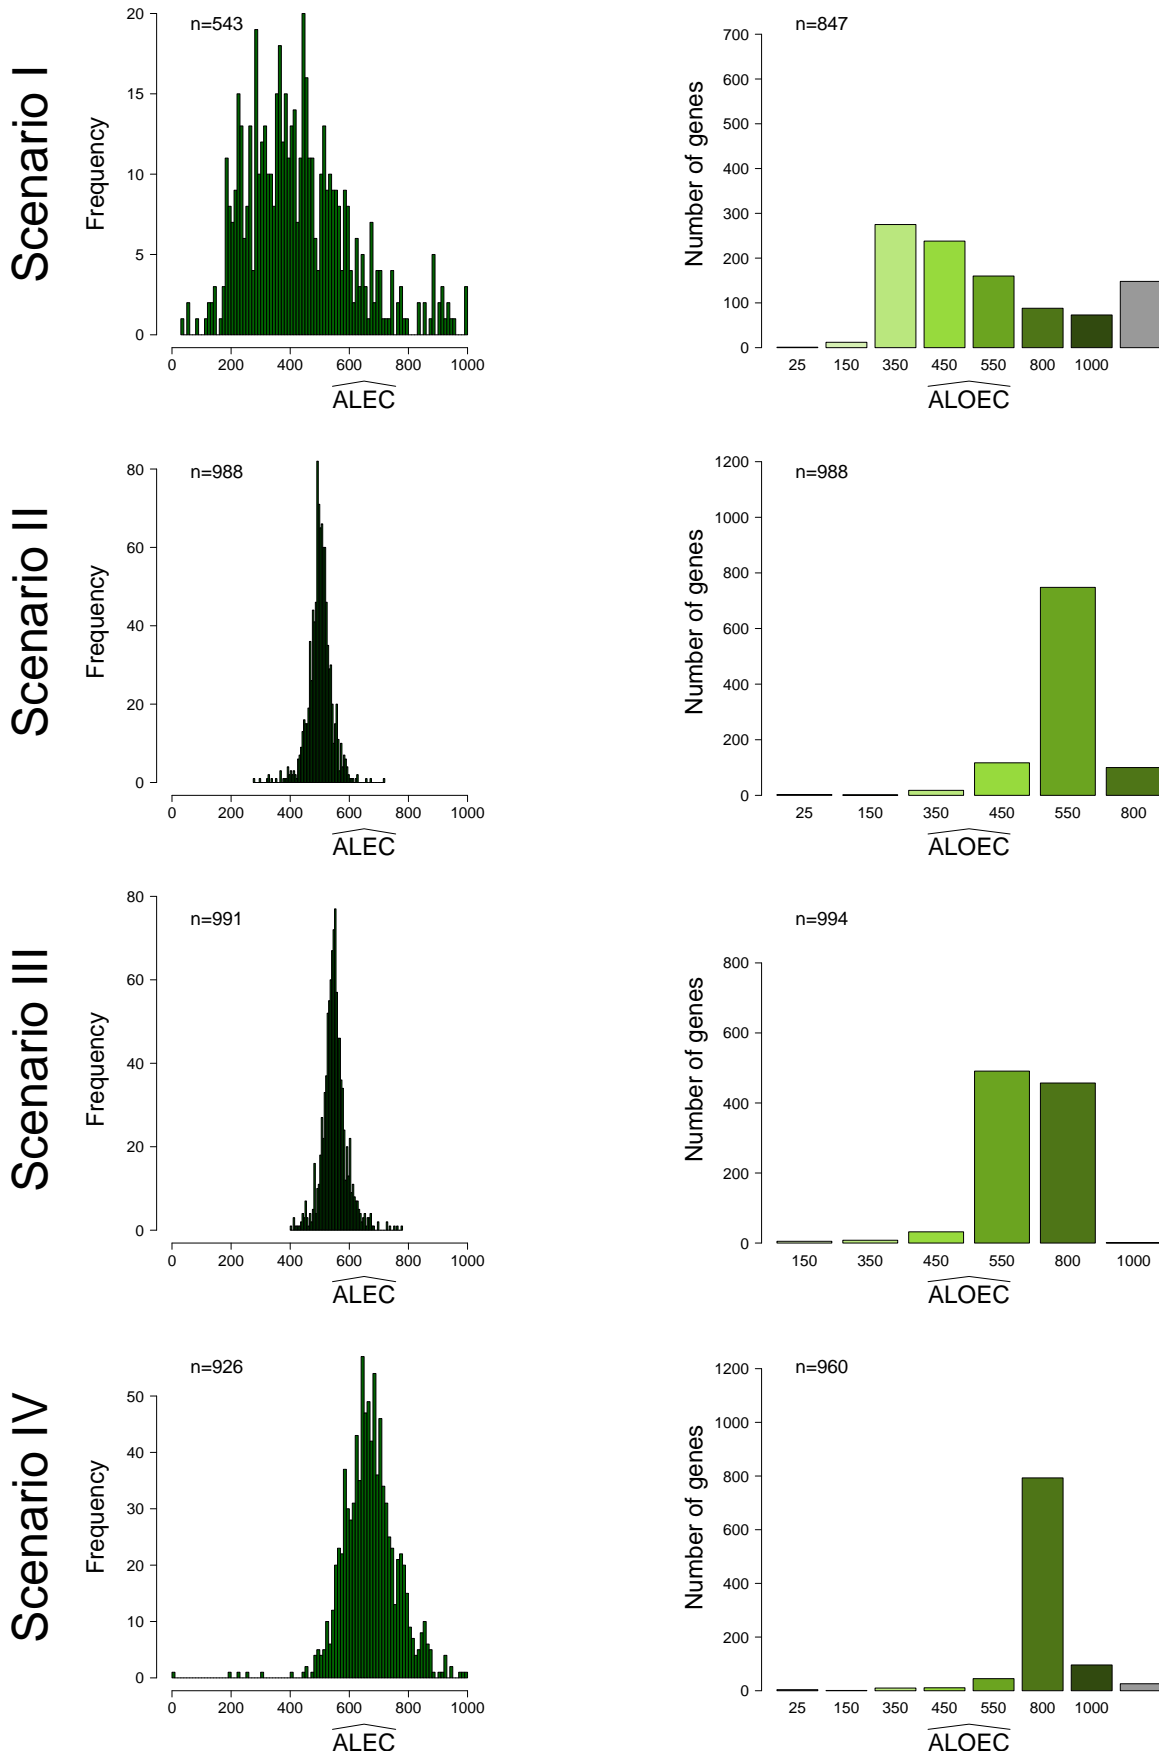 Scenario I
n=543
Frequency
20
15
10
5
0
0 200 400 600 800 1000
ALEC
n=847
Number of genes
700
600
500
400
300
200
100
0
25 150 350 450 550 800 1000
ALOEC
Scenario II
n=988
Frequency
80
60
40
20
0
0 200 400 600 800 1000
ALEC
n=988
Number of genes
1200
1000
800
600
400
200
0
25 150 350 450 550 800
ALOEC
Scenario III
n=991
Frequency
80
60
40
20
0
0 200 400 600 800 1000
ALEC
n=994
Number of genes
800
600
400
200
0
150 350 450 550 800 1000
ALOEC
Scenario IV
n=926
Frequency
50
40
30
20
10
0
0 200 400 600 800 1000
ALEC
n=960
Number of genes
1200
1000
800
600
400
200
0
25 150 350 450 550 800 1000
ALOEC